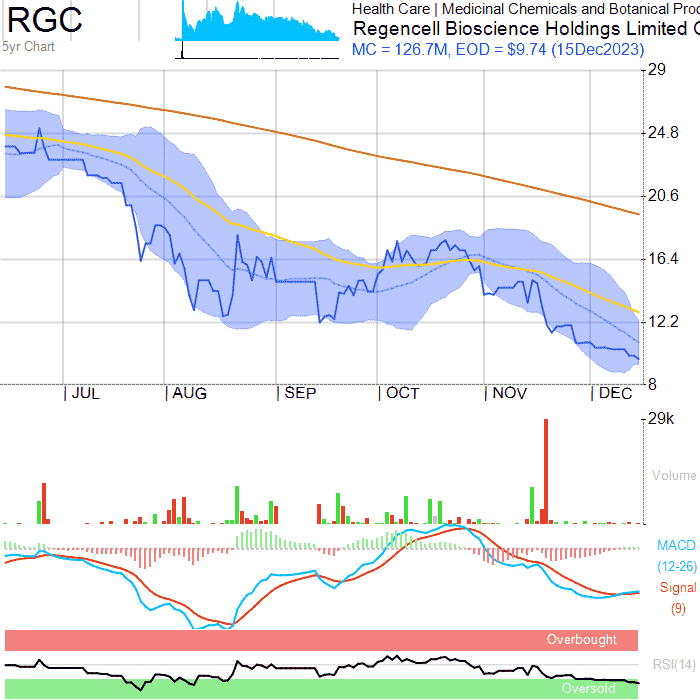 RGC
5yr Chart
Health Care | Medicinal Chemicals and Botanical Pro
Regencell Bioscience Holdings Limited
MC = 126.7M, EOD = $9.74 (15Dec2023)
29
24.8
20.6
16.4
12.2
8
JUL
AUG
SEP
OCT
NOV
DEC
29k
Volume
MACD
(12-26)
Signal
(9)
Overbought
RSI(14)
Oversold